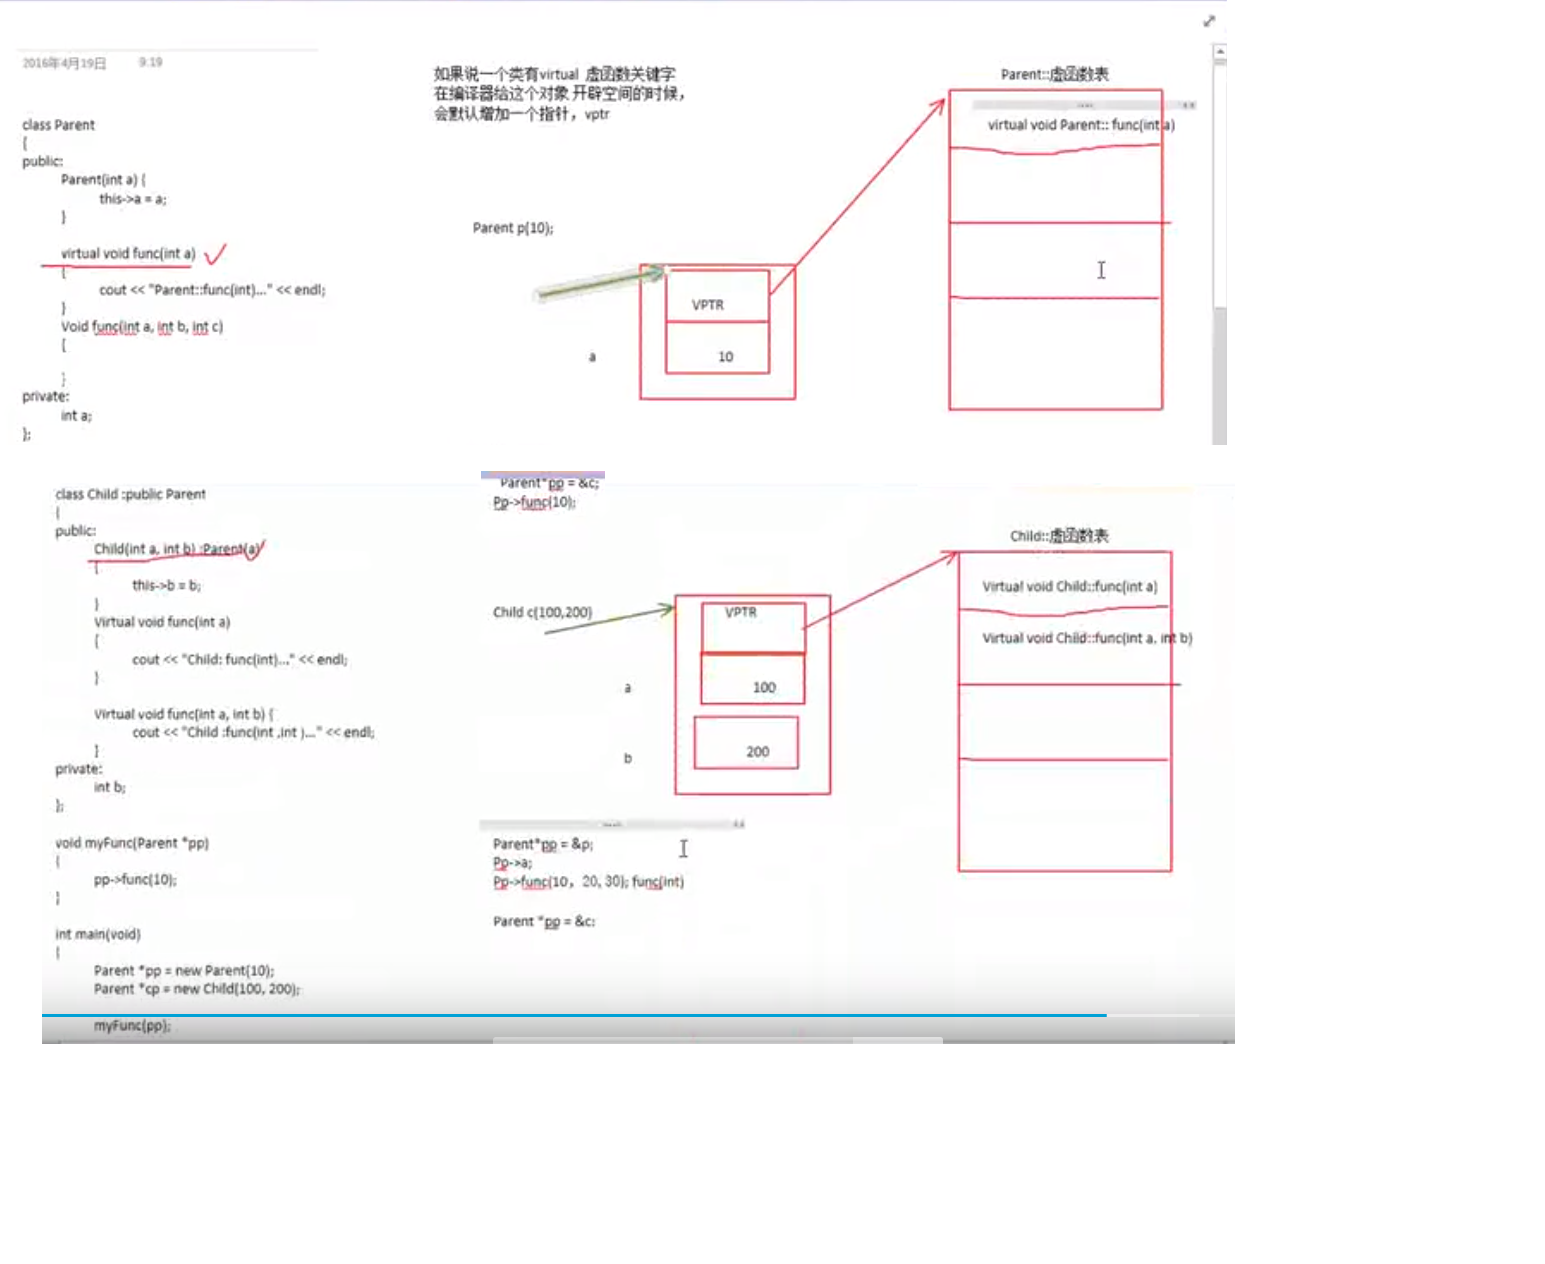 2016年4月19日 9:19
class Parent
{
public:
Parent(int a) {
this->a = a;
}
virtual void func(int a)
{
cout << "Parent::func(int)..." << endl;
}
Void func(int a, int b, int c)
{
}
private:
int a;
};
如果说一个类有virtual 虚函数关键字
在编译器给这个对象 开辟空间的时候，
会默认增加一个指针，vptr
Parent p(10);
VPTR
a 10
Parent::虚函数表
virtual void Parent:: func(int a)
class Child :public Parent
{
public:
Child(int a, int b) :Parent(a)
{
this->b = b;
}
Virtual void func(int a)
{
cout << "Child: func(int)..." << endl;
}
Virtual void func(int a, int b) {
cout << "Child :func(int ,int )..." << endl;
}
private:
int b;
};
void myFunc(Parent *pp)
{
pp->func(10);
}
int main(void)
{
Parent *pp = new Parent(10);
Parent *cp = new Child(100, 200);
myFunc(pp);
Parent*pp = &c;
Pp->func(10);
Child c(100,200)
VPTR
a 100
b 200
Parent*pp = &p;
Pp->a;
Pp->func(10，20, 30); func(int)
Parent *pp = &c:
Child::虚函数表
Virtual void Child::func(int a)
Virtual void Child::func(int a, int b)